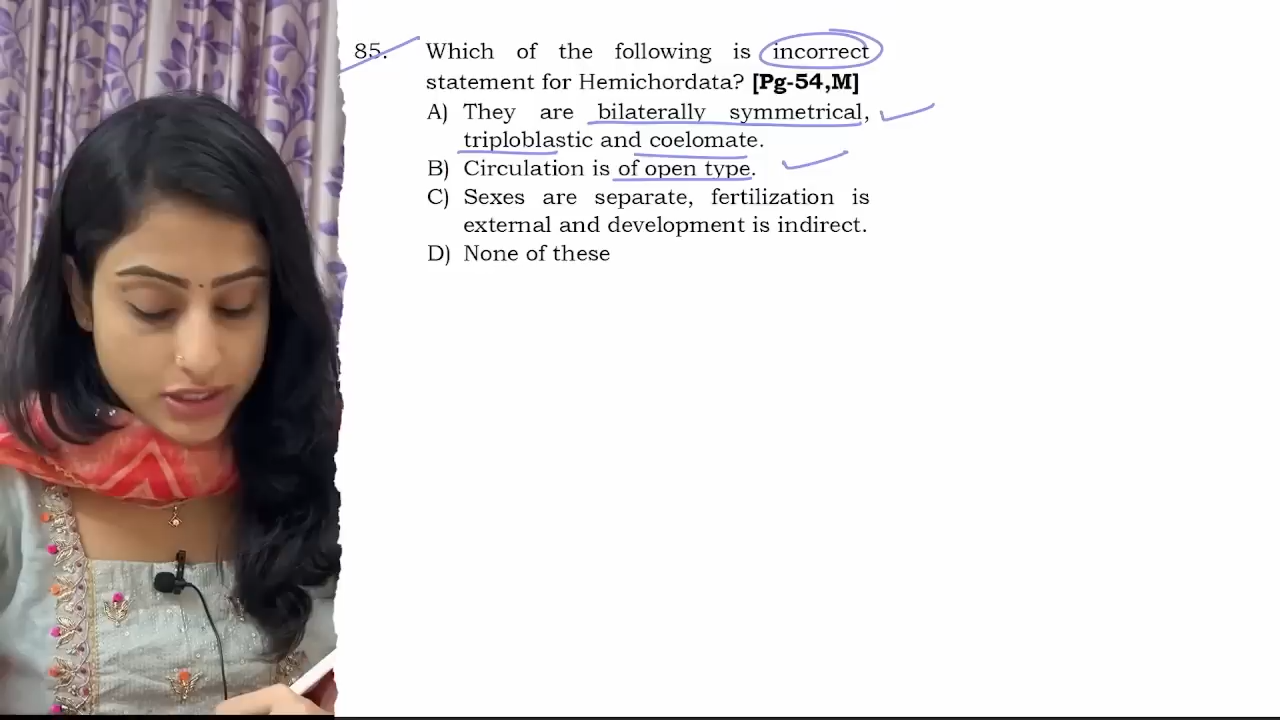 85. Which of the following is incorrect
statement for Hemichordata? [Pg-54,M]
A) They are bilaterally symmetrical,
triploblastic and coelomate.
B) Circulation is of open type.
C) Sexes are separate, fertilization is
external and development is indirect.
D) None of these